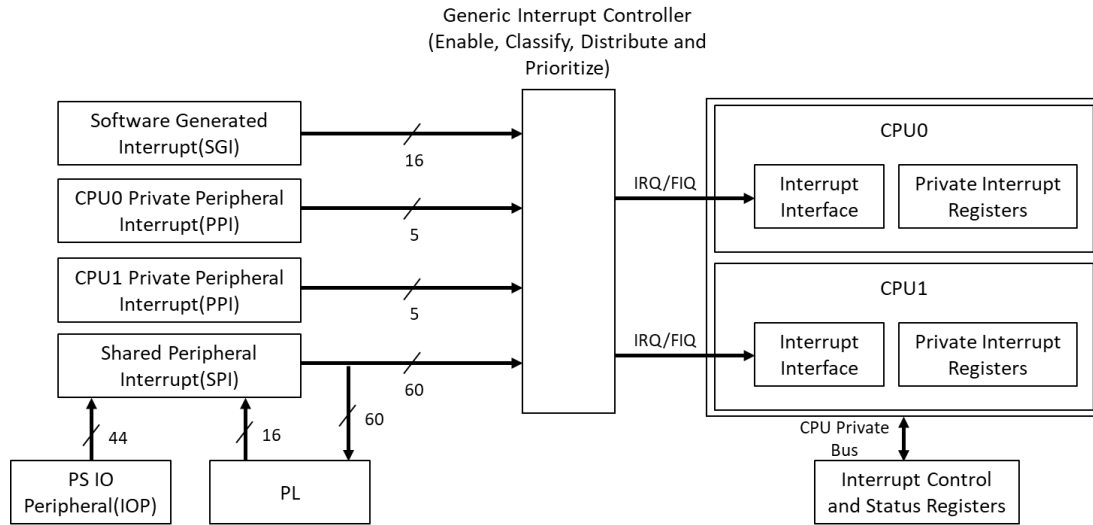 Generic Interrupt Controller
(Enable, Classify, Distribute and
Prioritize)
Software Generated
Interrupt(SGI)
16
CPU0 Private Peripheral
Interrupt(PPI)
5
CPU1 Private Peripheral
Interrupt(PPI)
5
Shared Peripheral
Interrupt(SPI)
60
44
16
60
PS IO
Peripheral(IOP)
PL
IRQ/FIQ
IRQ/FIQ
CPU0
Interrupt
Interface
Private Interrupt
Registers
CPU1
Interrupt
Interface
Private Interrupt
Registers
CPU Private
Bus
Interrupt Control
and Status Registers